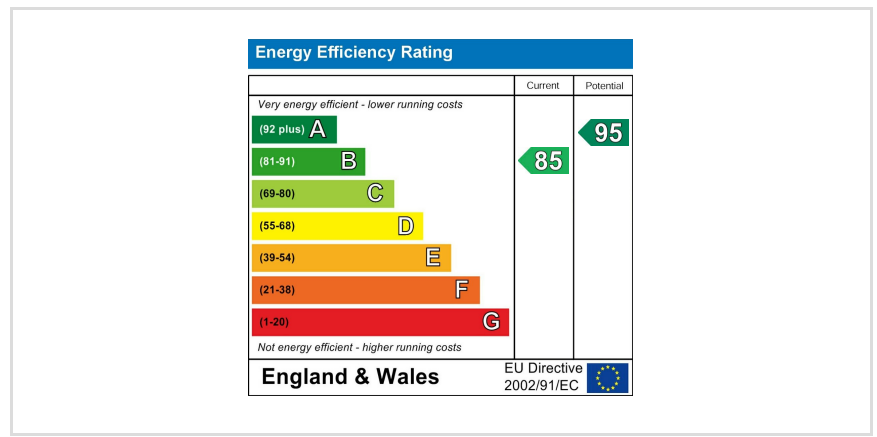 Energy Efficiency Rating
Current Potential
Very energy efficient - lower running costs
(92 plus) A
95
(81-91) B
85
(69-80) C
(55-68) D
(39-54) E
(21-38) F
(1-20) G
Not energy efficient - higher running costs
England & Wales
EU Directive
2002/91/EC